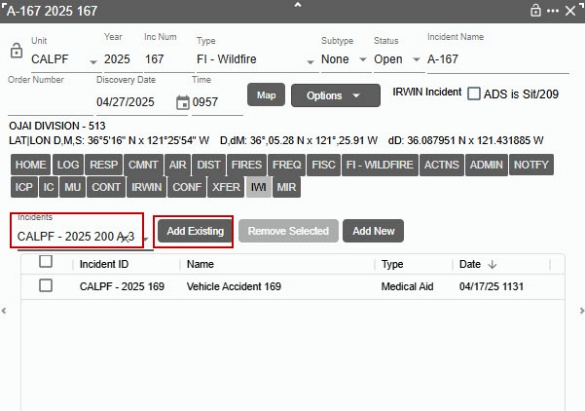 A-167 2025 167
Unit Year Inc Num Type Subtype Status Incident Name
CALPF 2025 167 FI - Wildfire None Open A-167
Order Number Discovery Date Time
04/27/2025 0957 Map Options IRWIN Incident ADS is Sit/209
OJAI DIVISION - 513
LAT|LON D,M,S: 36°5'16" N x 121°25'54" W D,dM: 36°,05.28 N x 121°,25.91 W dD: 36.087951 N x 121.431885 W
HOME LOG RESP CMNT AIR DIST FIRES FREQ FISC FI - WILDFIRE ACTNS ADMIN NOTFY
ICP IC MU CONT IRWIN CONF XFER IWI MIR
Incidents
CALPF - 2025 200 Add Existing Remove Selected Add New
Incident ID Name Type Date
CALPF - 2025 169 Vehicle Accident 169 Medical Aid 04/17/25 1131